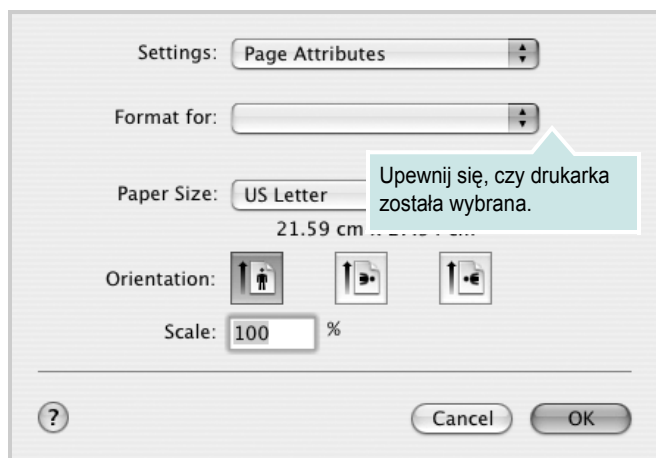 Settings: Page Attributes
Format for:
Upewnij się, czy drukarka
została wybrana.
Paper Size: US Letter
21.59 cm
Orientation:
Scale: 100 %
? Cancel OK